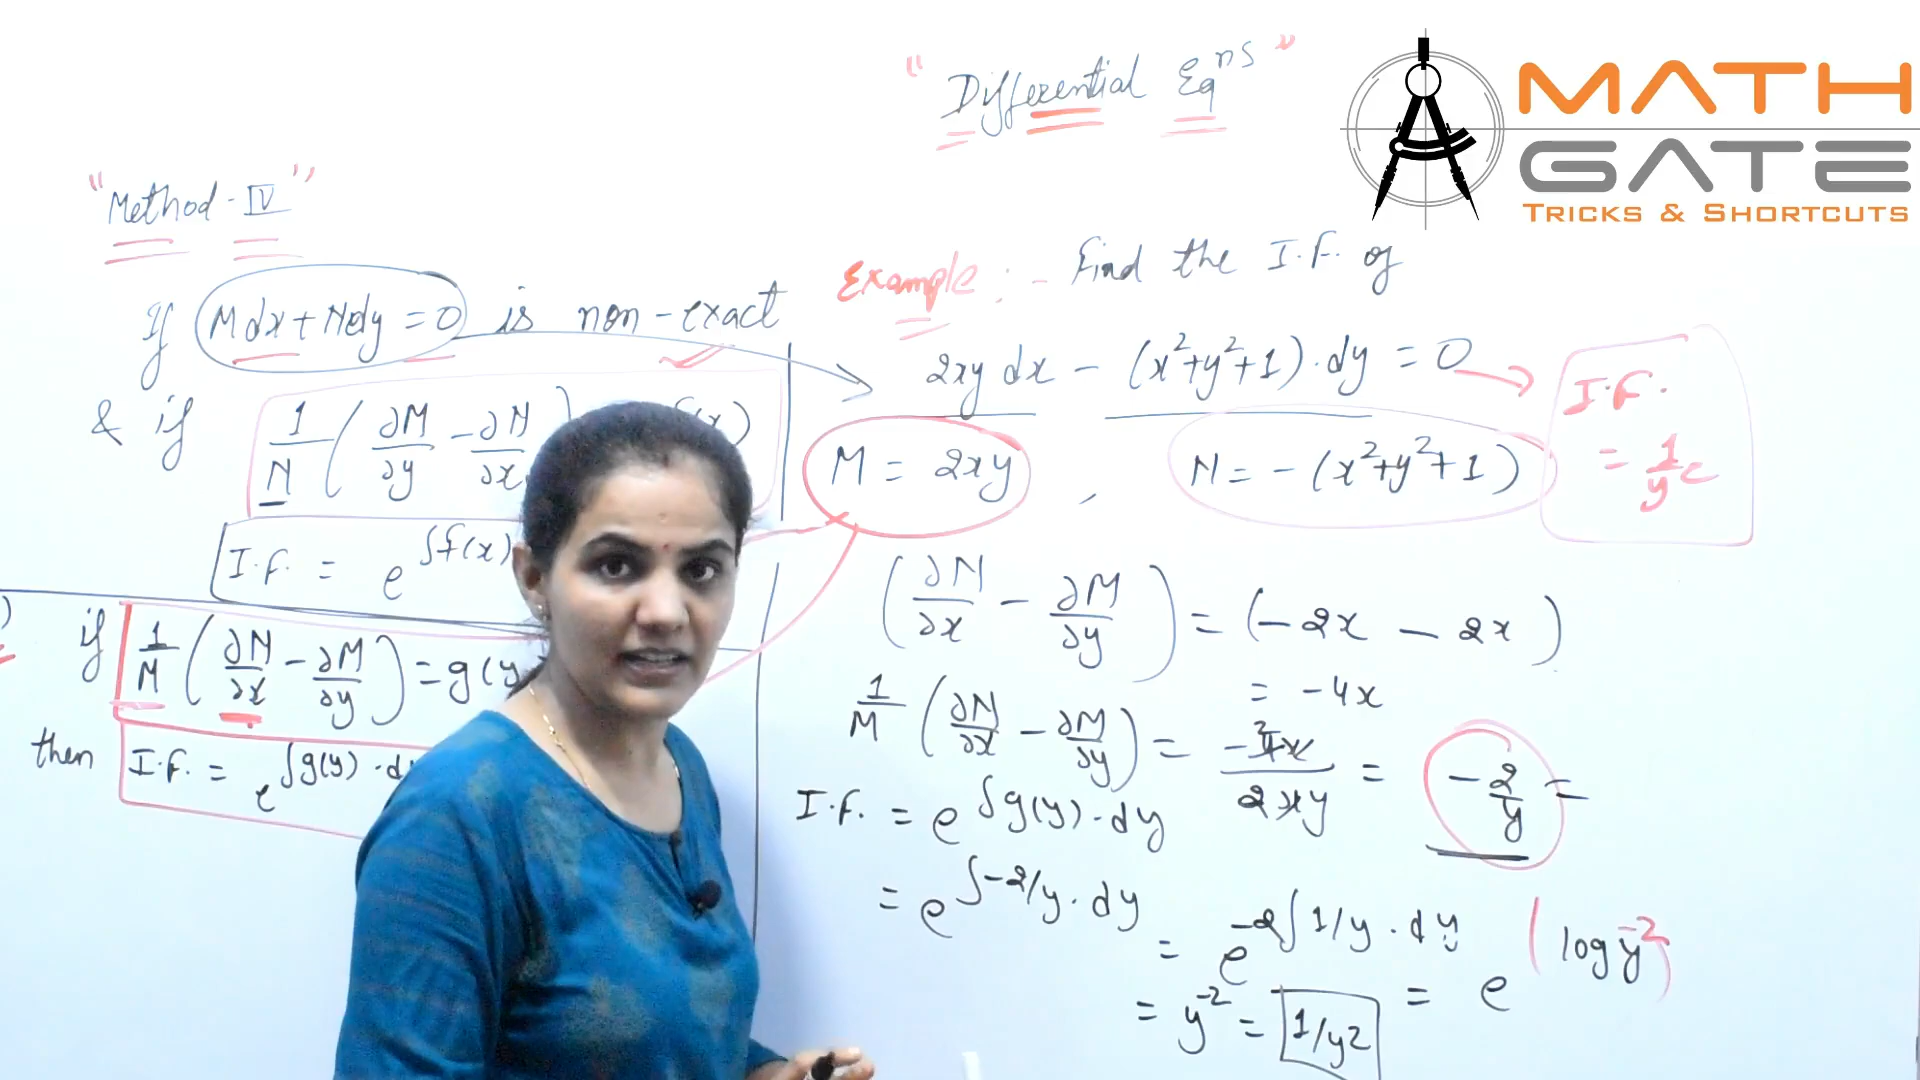 " Differential Eqns "
MATH
GATE
TRICKS & SHORTCUTS
" Method - IV "
If Mdx + Ndy = 0 is non-exact
& if 1/N ( ∂M/∂y - ∂N/∂x x)
I.F. = e^∫f(x)
if 1/M ( ∂N/∂x - ∂M/∂y ) = g(y
then I.F. = e^∫g(y)·d
Example :- Find the I.F. of
2xy dx - (x²+y²+1)·dy = 0
M = 2xy , N = -(x²+y²+1)
I.F.
= 1/y²
( ∂N/∂x - ∂M/∂y ) = (-2x - 2x)
= -4x
1/M ( ∂N/∂x - ∂M/∂y ) = -4x/2xy = -2/y =
I.F. = e^∫g(y)·dy
= e^∫-2/y·dy
= e^-2∫1/y·dy
= e^(log y^-2)
= y^-2 = 1/y2